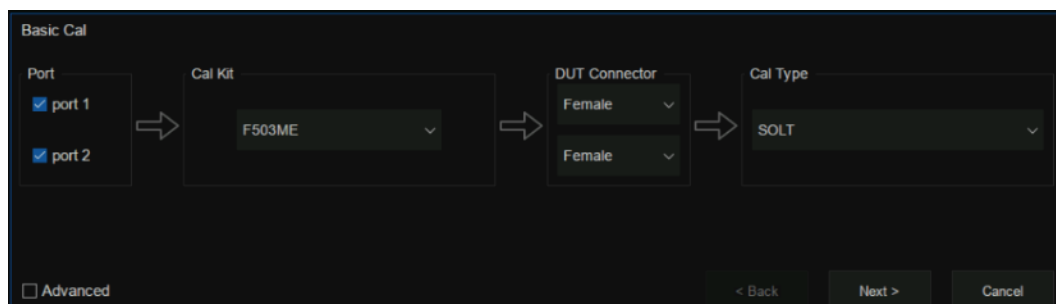 Basic Cal
Port
Cal Kit
DUT Connector
Cal Type
port 1
port 2
F503ME
Female
Female
SOLT
Advanced
< Back
Next >
Cancel